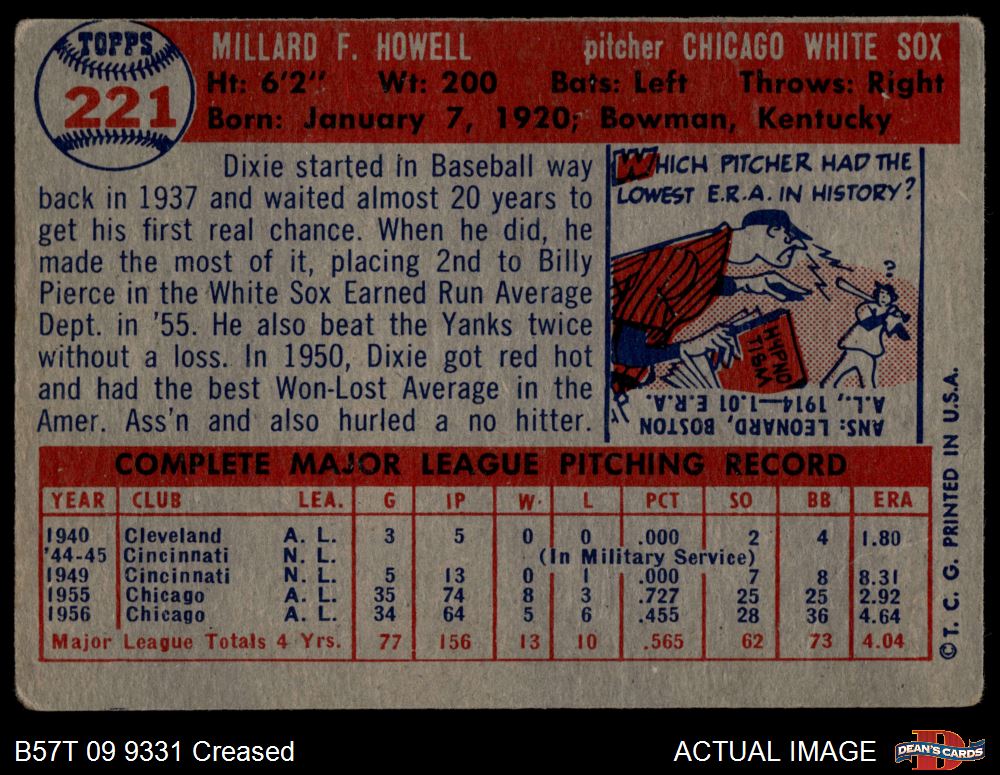 TOPPS
221
MILLARD F. HOWELL pitcher CHICAGO WHITE SOX
Ht: 6'2" Wt: 200 Bats: Left Throws: Right
Born: January 7, 1920; Bowman, Kentucky
Dixie started in Baseball way
back in 1937 and waited almost 20 years to
get his first real chance. When he did, he
made the most of it, placing 2nd to Billy
Pierce in the White Sox Earned Run Average
Dept. in '55. He also beat the Yanks twice
without a loss. In 1950, Dixie got red hot
and had the best Won-Lost Average in the
Amer. Ass'n and also hurled a no hitter.
WHICH PITCHER HAD THE
LOWEST E.R.A. IN HISTORY?
?
HYPNO
TISM
ANS: LEONARD, BOSTON
A.L., 1914—1.01 E.R.A.
COMPLETE MAJOR LEAGUE PITCHING RECORD
YEAR CLUB LEA. G IP W L PCT SO BB ERA
1940 Cleveland A. L. 3 5 0 0 .000 2 4 1.80
'44-45 Cincinnati N. L. (In Military Service)
1949 Cincinnati N. L. 5 13 0 1 .000 7 8 8.31
1955 Chicago A. L. 35 74 8 3 .727 25 25 2.92
1956 Chicago A. L. 34 64 5 6 .455 28 36 4.64
Major League Totals 4 Yrs. 77 156 13 10 .565 62 73 4.04
©T. C. G. PRINTED IN U.S.A.
B57T 09 9331 Creased
ACTUAL IMAGE
DEAN'S CARDS